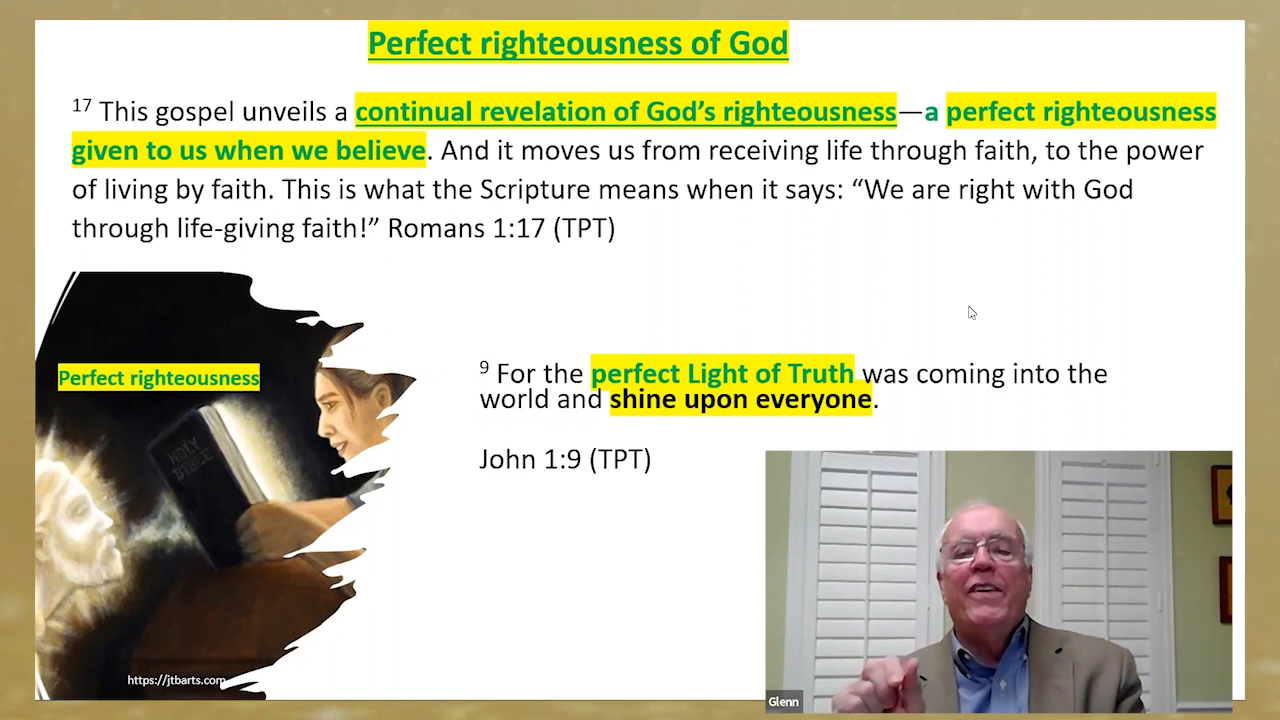 Perfect righteousness of God
17 This gospel unveils a continual revelation of God’s righteousness—a perfect righteousness
given to us when we believe. And it moves us from receiving life through faith, to the power
of living by faith. This is what the Scripture means when it says: “We are right with God
through life-giving faith!” Romans 1:17 (TPT)
Perfect righteousness
HOLY
BIBLE
9 For the perfect Light of Truth was coming into the
world and shine upon everyone.
John 1:9 (TPT)
https://jtbarts.com
Glenn